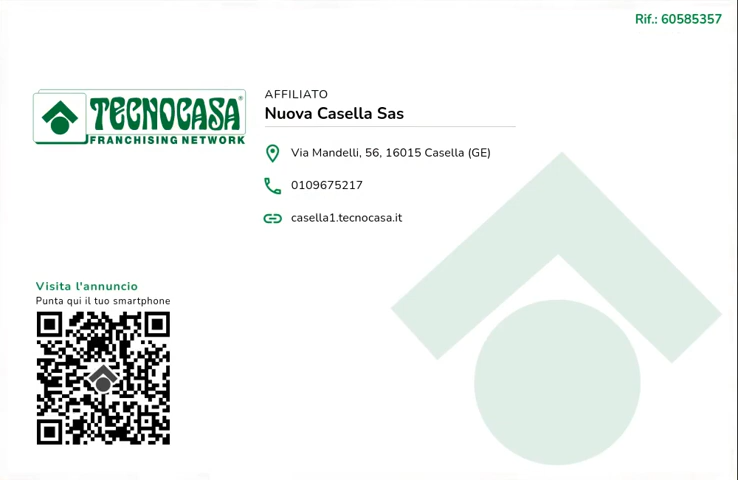 Rif.: 60585357
TECNOCASA®
FRANCHISING NETWORK
AFFILIATO
Nuova Casella Sas
Via Mandelli, 56, 16015 Casella (GE)
0109675217
casella1.tecnocasa.it
Visita l'annuncio
Punta qui il tuo smartphone